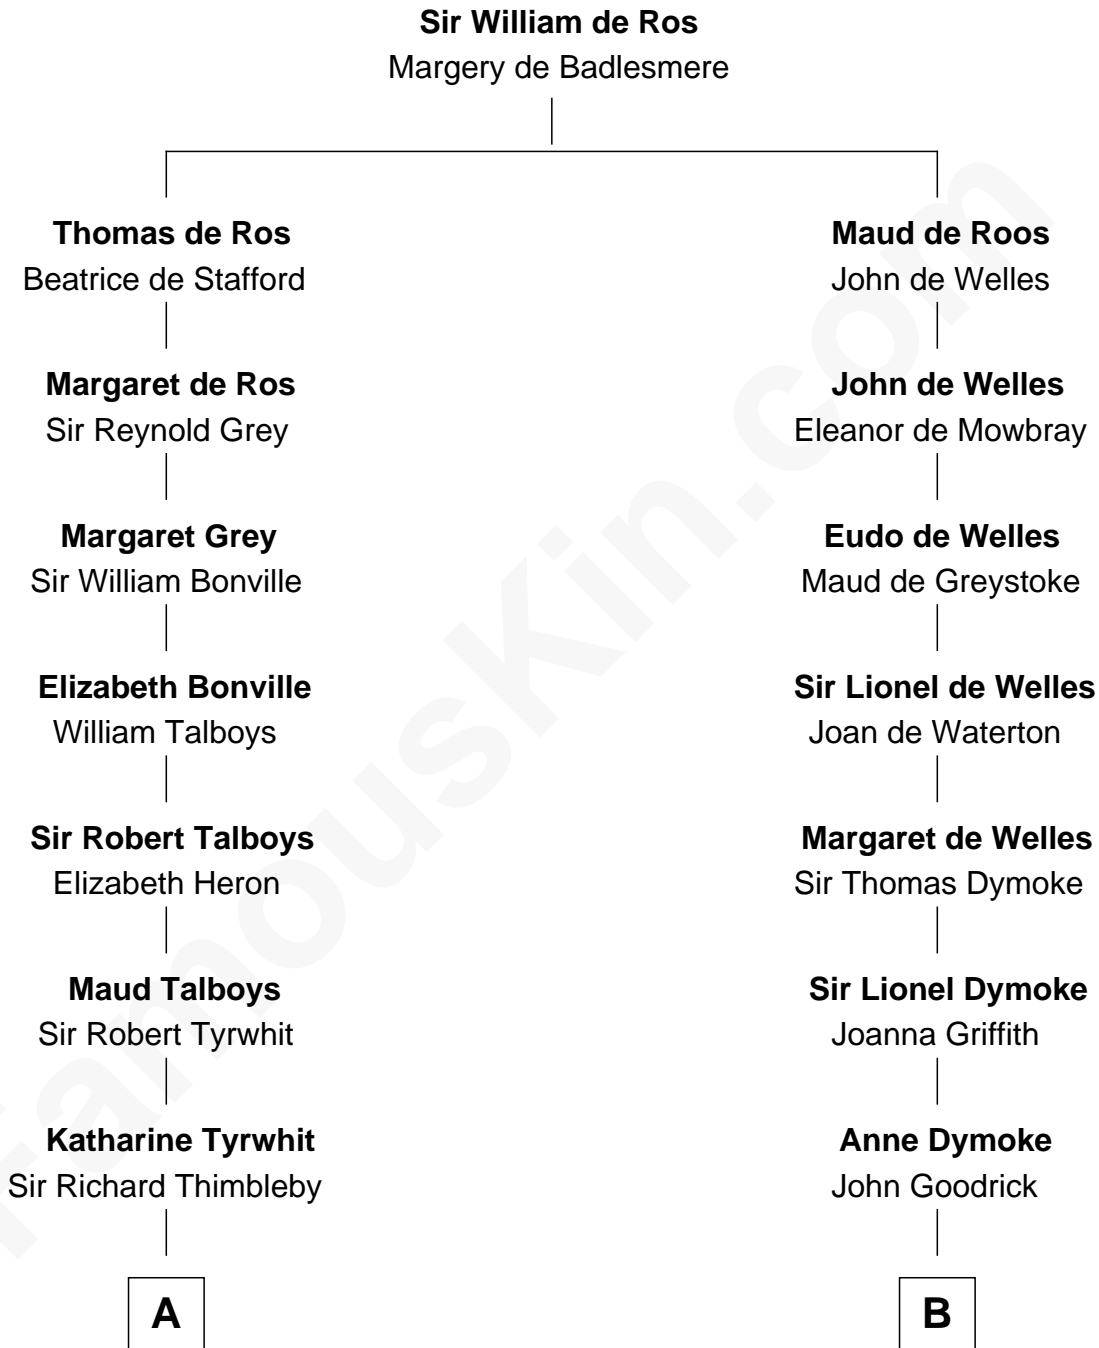 Sir William de Ros
Margery de Badlesmere
Thomas de Ros
Beatrice de Stafford
Margaret de Ros
Sir Reynold Grey
Margaret Grey
Sir William Bonville
Elizabeth Bonville
William Talboys
Sir Robert Talboys
Elizabeth Heron
Maud Talboys
Sir Robert Tyrwhit
Katharine Tyrwhit
Sir Richard Thimbleby
A
Maud de Roos
John de Welles
John de Welles
Eleanor de Mowbray
Eudo de Welles
Maud de Greystoke
Sir Lionel de Welles
Joan de Waterton
Margaret de Welles
Sir Thomas Dymoke
Sir Lionel Dymoke
Joanna Griffith
Anne Dymoke
John Goodrick
B
FamousKin.com